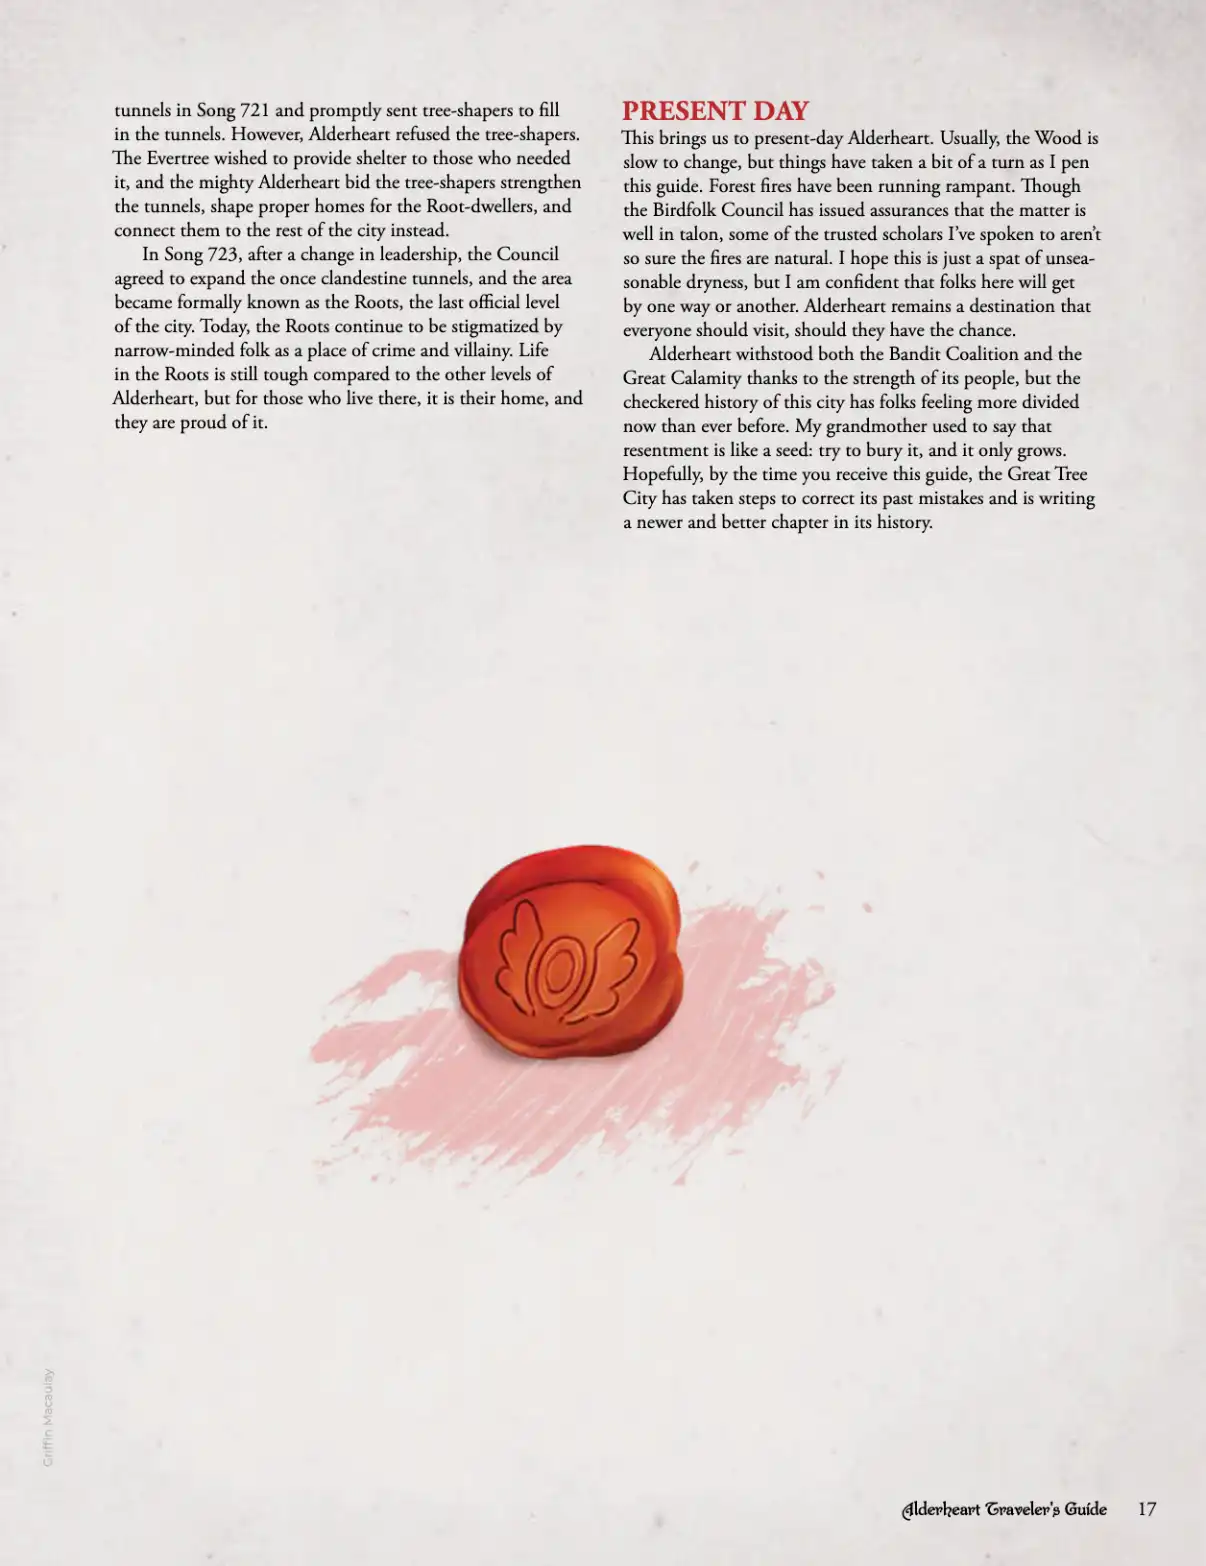 tunnels in Song 721 and promptly sent tree-shapers to fill
in the tunnels. However, Alderheart refused the tree-shapers.
The Evertree wished to provide shelter to those who needed
it, and the mighty Alderheart bid the tree-shapers strengthen
the tunnels, shape proper homes for the Root-dwellers, and
connect them to the rest of the city instead.
In Song 723, after a change in leadership, the Council
agreed to expand the once clandestine tunnels, and the area
became formally known as the Roots, the last official level
of the city. Today, the Roots continue to be stigmatized by
narrow-minded folk as a place of crime and villainy. Life
in the Roots is still tough compared to the other levels of
Alderheart, but for those who live there, it is their home, and
they are proud of it.
PRESENT DAY
This brings us to present-day Alderheart. Usually, the Wood is
slow to change, but things have taken a bit of a turn as I pen
this guide. Forest fires have been running rampant. Though
the Birdfolk Council has issued assurances that the matter is
well in talon, some of the trusted scholars I’ve spoken to aren’t
so sure the fires are natural. I hope this is just a spat of unsea-
sonable dryness, but I am confident that folks here will get
by one way or another. Alderheart remains a destination that
everyone should visit, should they have the chance.
Alderheart withstood both the Bandit Coalition and the
Great Calamity thanks to the strength of its people, but the
checkered history of this city has folks feeling more divided
now than ever before. My grandmother used to say that
resentment is like a seed: try to bury it, and it only grows.
Hopefully, by the time you receive this guide, the Great Tree
City has taken steps to correct its past mistakes and is writing
a newer and better chapter in its history.
Griffin Macaulay
Alderheart Traveler's Guide 17